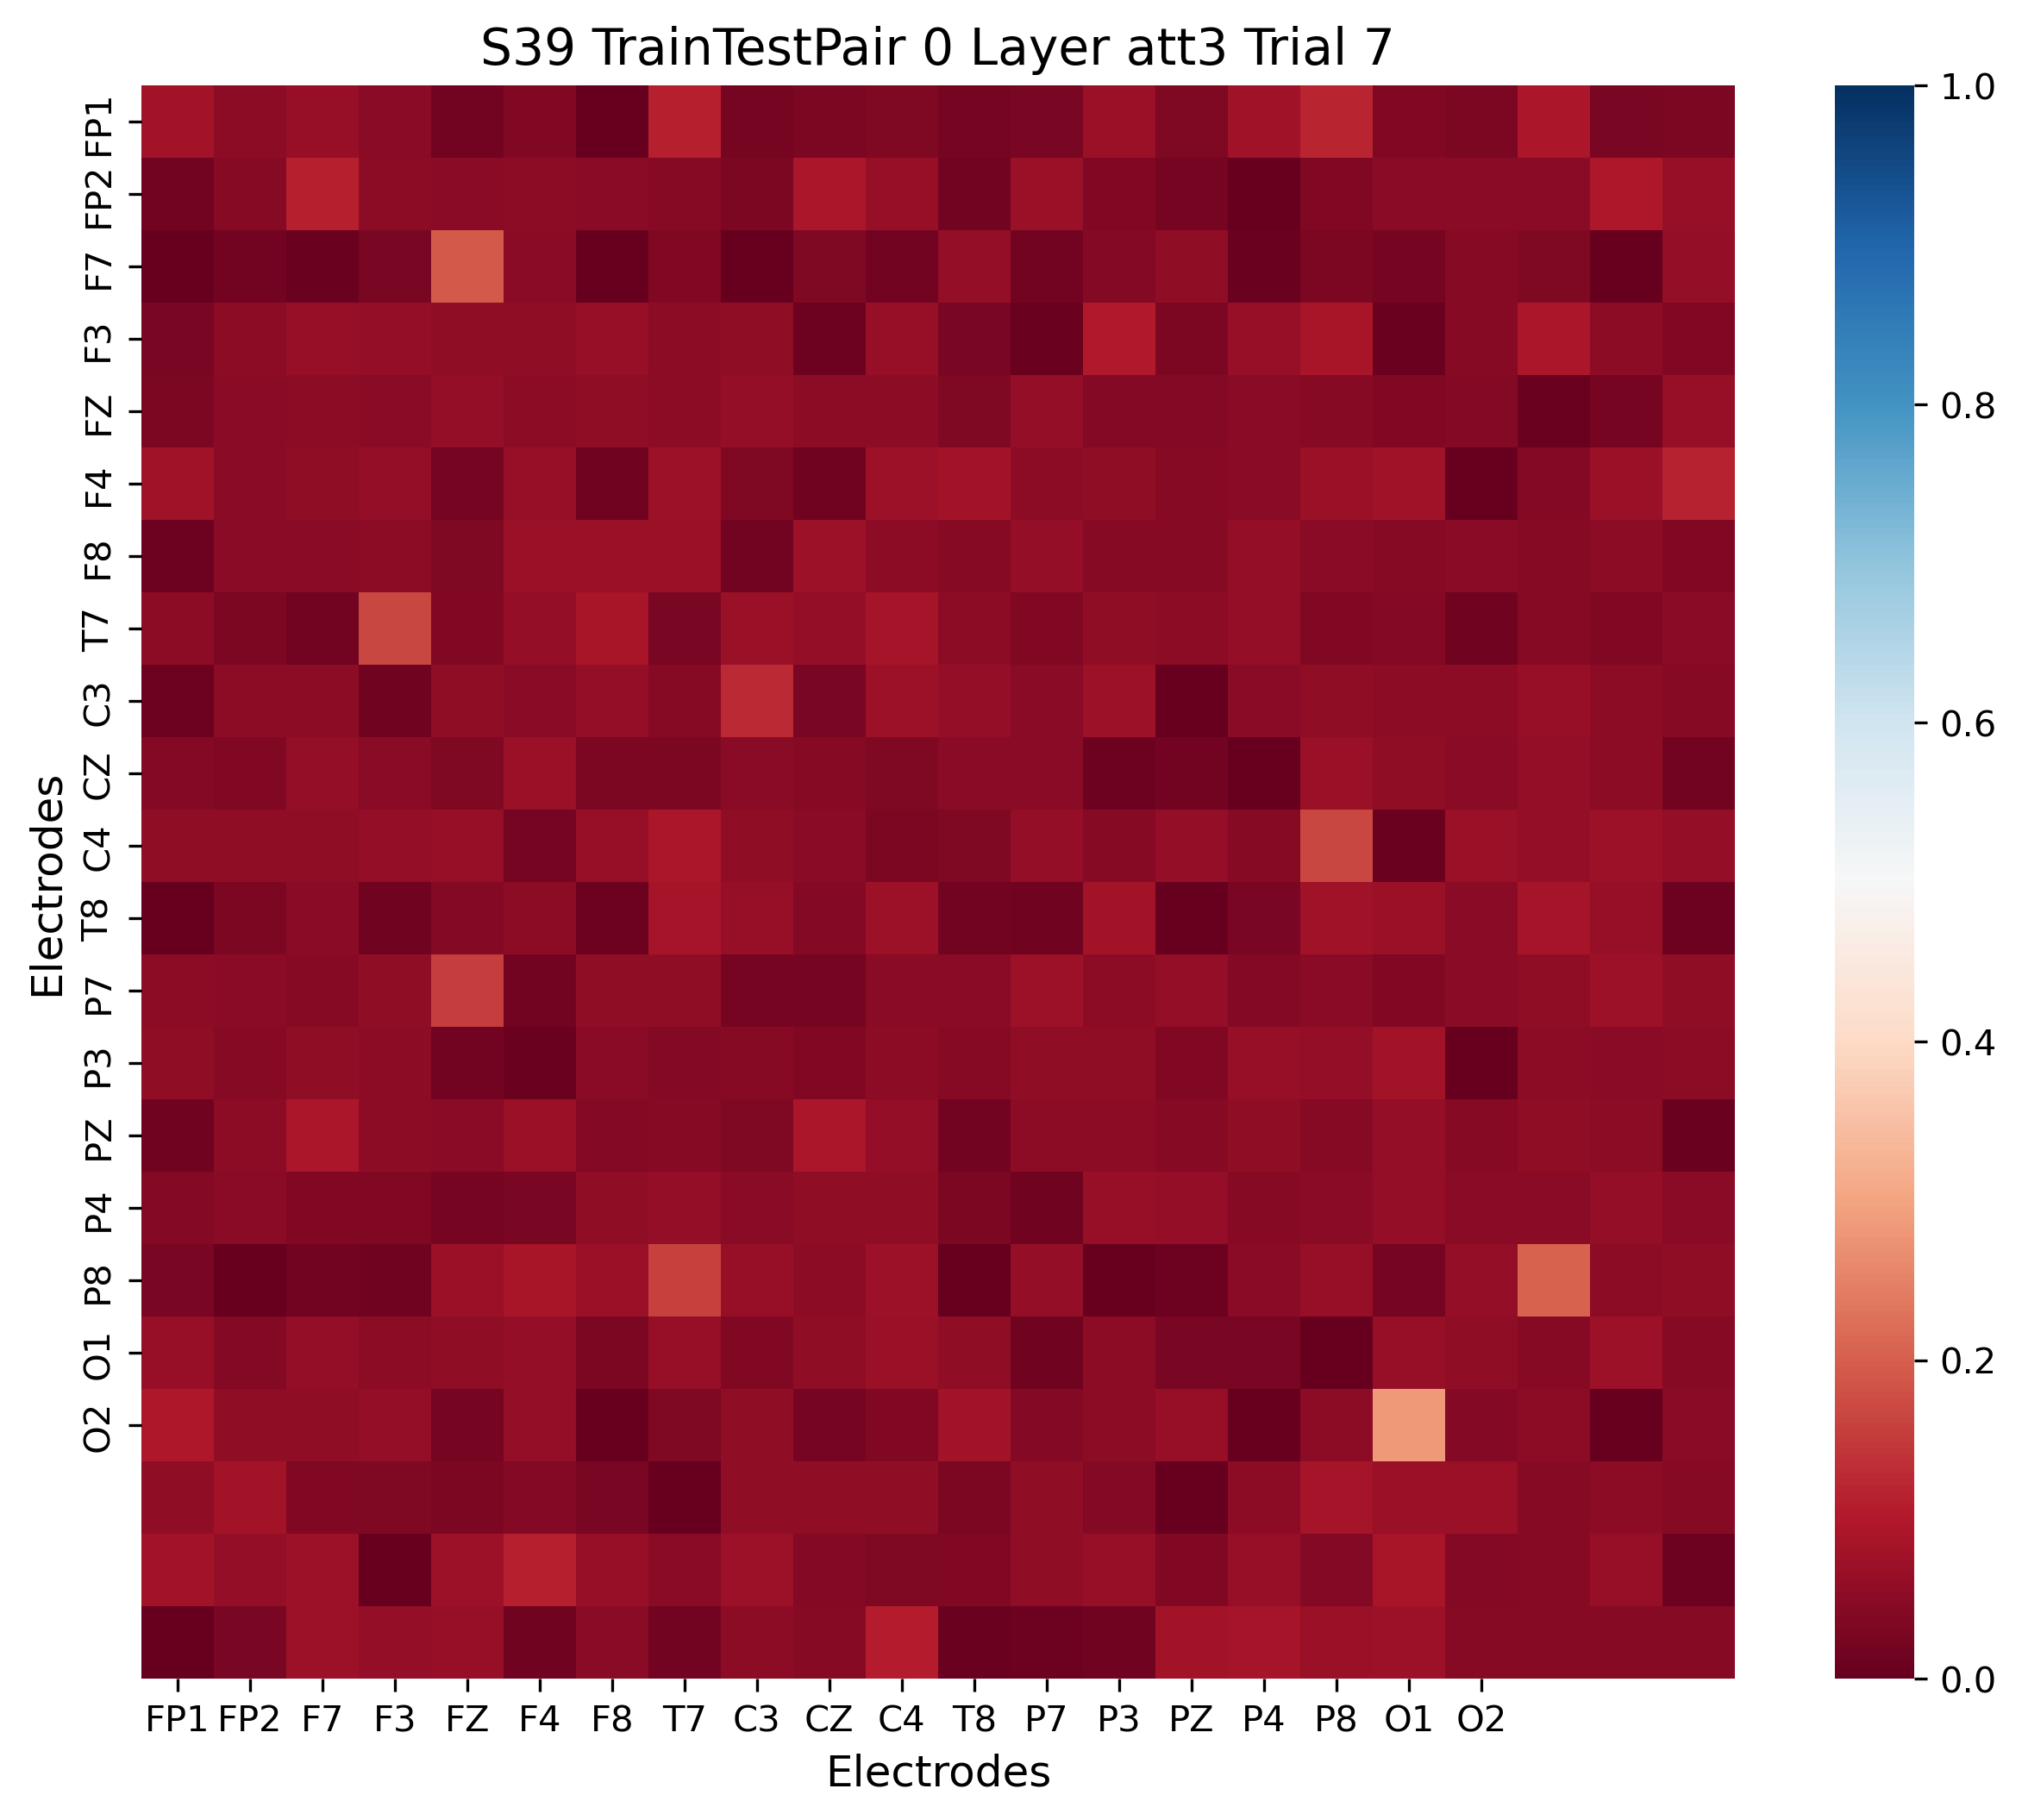 S39 TrainTestPair 0 Layer att3 Trial 7
Electrodes
FP1
FP2
F7
F3
FZ
F4
F8
T7
C3
CZ
C4
T8
P7
P3
PZ
P4
P8
O1
O2
FP1 FP2 F7 F3 FZ F4 F8 T7 C3 CZ C4 T8 P7 P3 PZ P4 P8 O1 O2
Electrodes
1.0
0.8
0.6
0.4
0.2
0.0